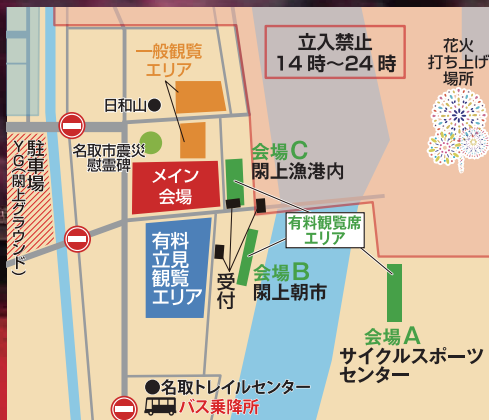 一般観覧
エリア
立入禁止
14時～24時
花火
打ち上げ
場所
日和山●
名取市震災
慰霊碑
駐車場
YG(閖上グラウンド)
メイン
会場
会場C
閖上漁港内
有料観覧席
エリア
有料
立見
観覧
エリア
受付
会場B
閖上朝市
会場A
サイクルスポーツ
センター
●名取トレイルセンター
バス乗降所